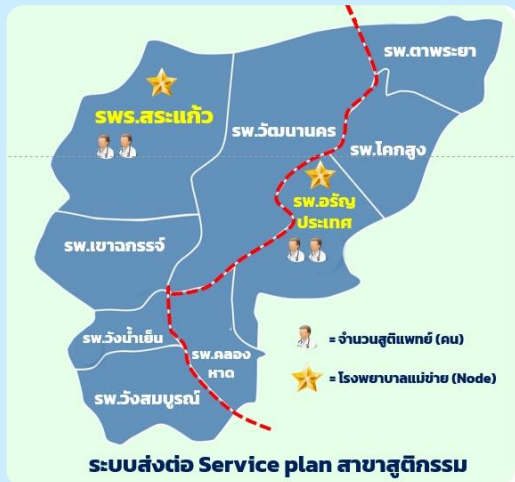 รพ.ตาพระยา
รพร.สระแก้ว
รพ.วัฒนานคร
รพ.โคกสูง
รพ.อรัญ
ประเทศ
รพ.เขาฉกรรจ์
รพ.วังน้ำเย็น
รพ.คลอง
หาด
รพ.วังสมบูรณ์
= จำนวนสูติแพทย์ (คน)
= โรงพยาบาลแม่ข่าย (Node)
ระบบส่งต่อ Service plan สาขาสูติกรรม